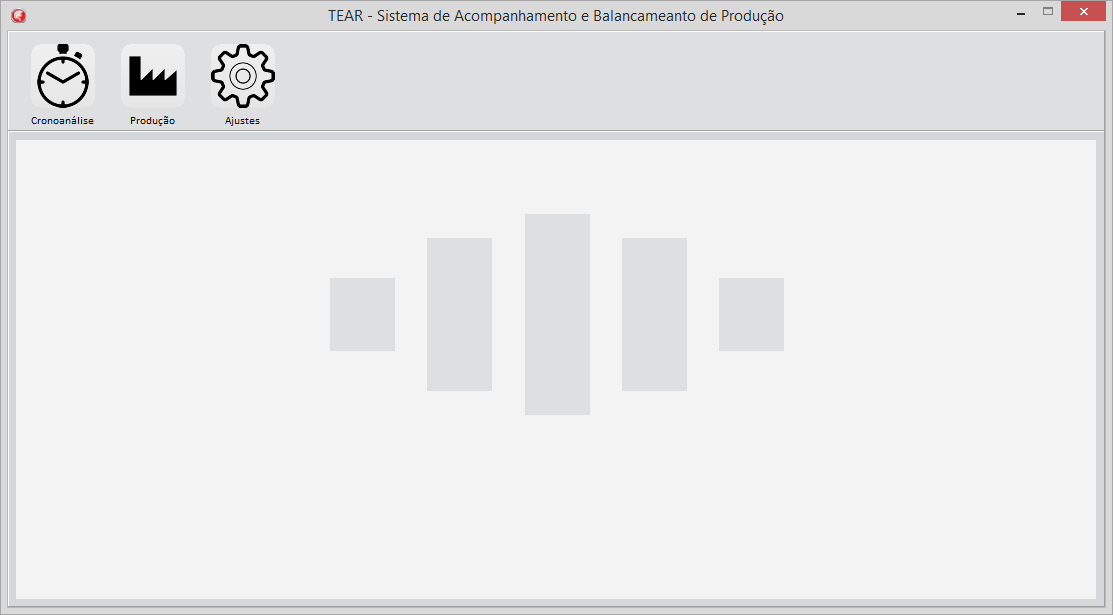 TEAR - Sistema de Acompanhamento e Balancameanto de Produção
Cronoanálise
Produção
Ajustes